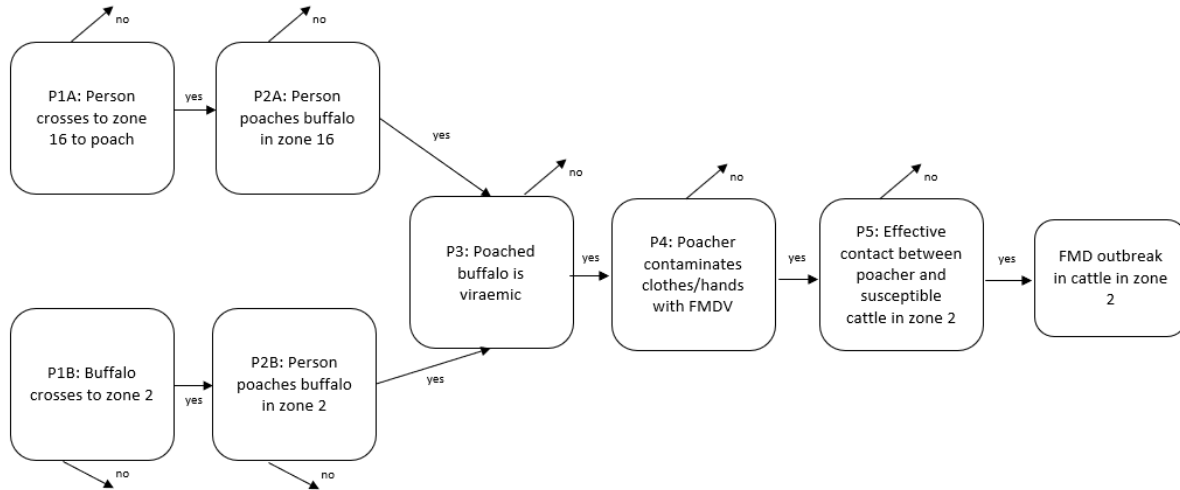 no
no
P1A: Person
crosses to zone
16 to poach
yes
P2A: Person
poaches buffalo
in zone 16
yes
no
P3: Poached
buffalo is
viraemic
yes
no
P4: Poacher
contaminates
clothes/hands
with FMDV
yes
no
P5: Effective
contact between
poacher and
susceptible
cattle in zone 2
yes
FMD outbreak
in cattle in zone
2
P1B: Buffalo
crosses to zone 2
yes
P2B: Person
poaches buffalo
in zone 2
yes
no
no